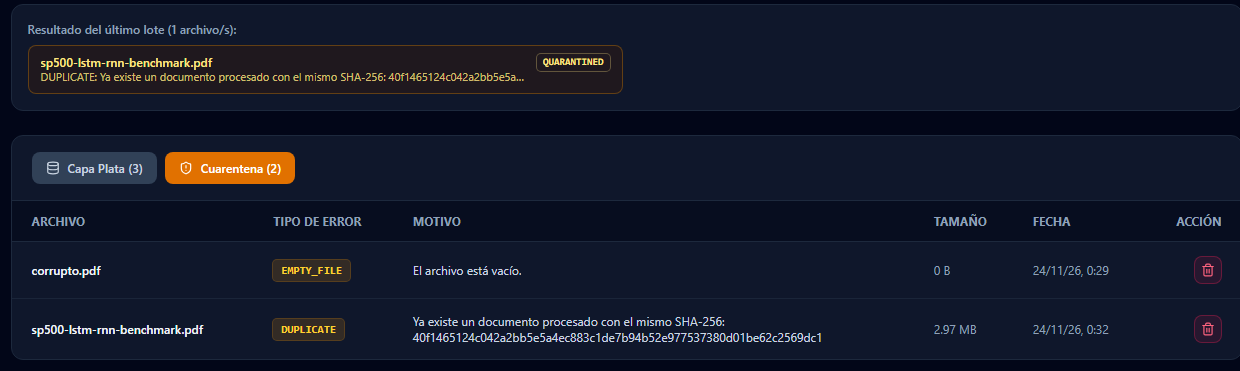 Resultado del último lote (1 archivo/s):
sp500-lstm-rnn-benchmark.pdf
QUARANTINED
DUPLICATE: Ya existe un documento procesado con el mismo SHA-256: 40f1465124c042a2bb5e5a...
Capa Plata (3)
Cuarentena (2)
ARCHIVO TIPO DE ERROR MOTIVO TAMAÑO FECHA ACCIÓN
corrupto.pdf EMPTY_FILE El archivo está vacío. 0 B 24/11/26, 0:29
sp500-lstm-rnn-benchmark.pdf DUPLICATE Ya existe un documento procesado con el mismo SHA-256:
40f1465124c042a2bb5e5a4ec883c1de7b94b52e977537380d01be62c2569dc1 2.97 MB 24/11/26, 0:32